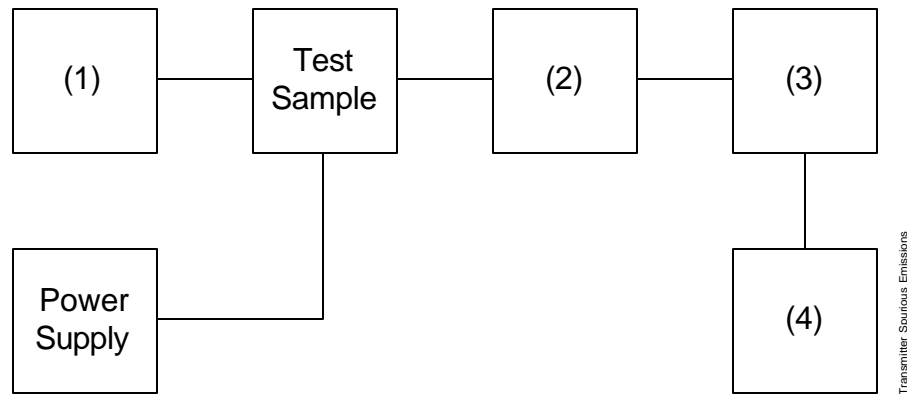 (1)
Test
Sample
(2)
(3)
Power
Supply
(4)
Transmitter Spurious Emissions